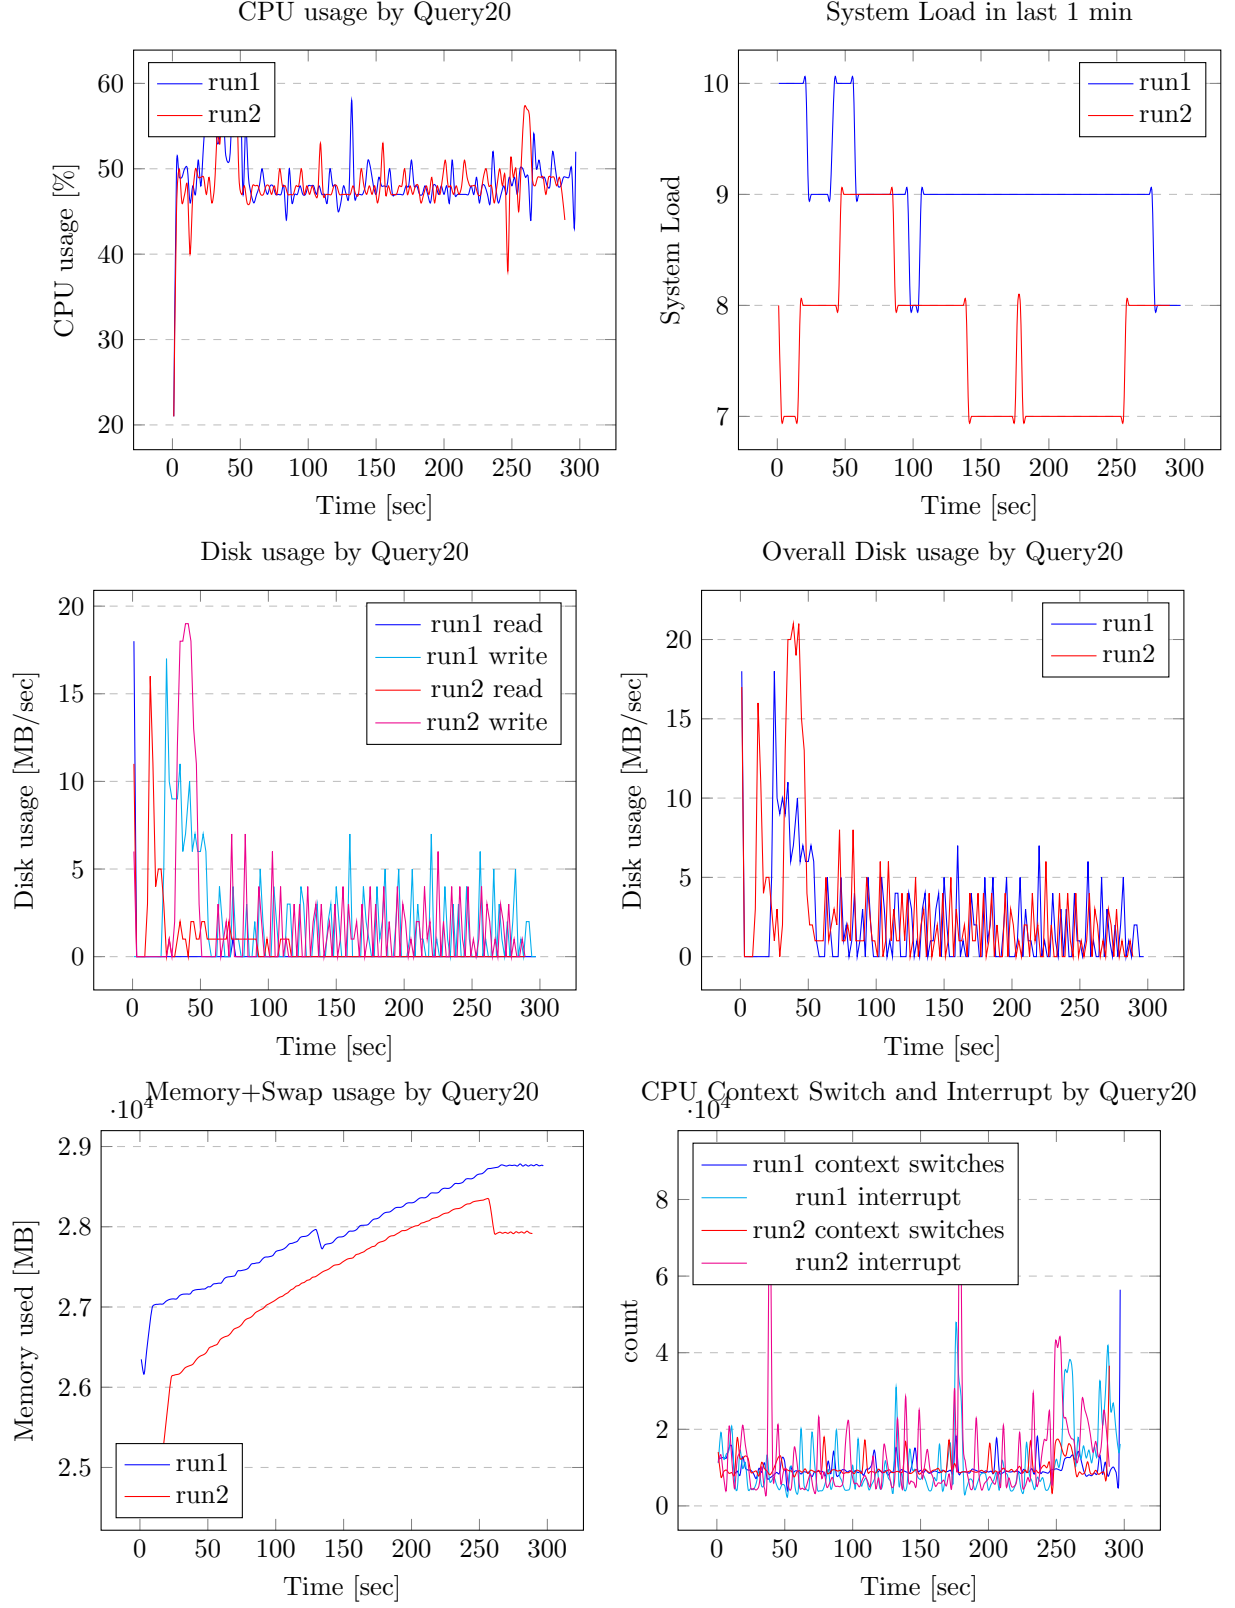 CPU usage by Query20
60
50
40
30
20
0 50 100 150 200 250 300
Time [sec]
CPU usage [%]
run1
run2
System Load in last 1 min
10
9
8
7
0 50 100 150 200 250 300
Time [sec]
System Load
run1
run2
Disk usage by Query20
20
15
10
5
0
0 50 100 150 200 250 300
Time [sec]
Disk usage [MB/sec]
run1 read
run1 write
run2 read
run2 write
Overall Disk usage by Query20
20
15
10
5
0
0 50 100 150 200 250 300
Time [sec]
Disk usage [MB/sec]
run1
run2
Memory+Swap usage by Query20
·10⁴
2.9
2.8
2.7
2.6
2.5
0 50 100 150 200 250 300
Time [sec]
Memory used [MB]
run1
run2
CPU Context Switch and Interrupt by Query20
·10⁴
8
6
4
2
0
0 50 100 150 200 250 300
Time [sec]
count
run1 context switches
run1 interrupt
run2 context switches
run2 interrupt